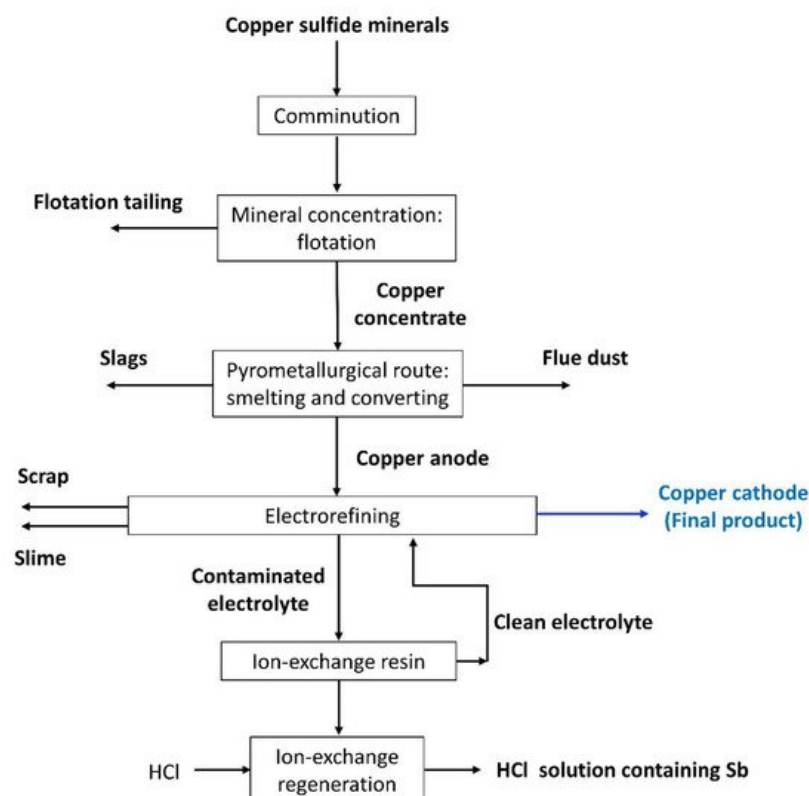 Copper sulfide minerals
Comminution
Flotation tailing
Mineral concentration:
flotation
Copper
concentrate
Slags
Pyrometallurgical route:
smelting and converting
Flue dust
Copper anode
Scrap
Electrorefining
Copper cathode
(Final product)
Slime
Contaminated
electrolyte
Clean electrolyte
Ion-exchange resin
HCl
Ion-exchange
regeneration
HCl solution containing Sb